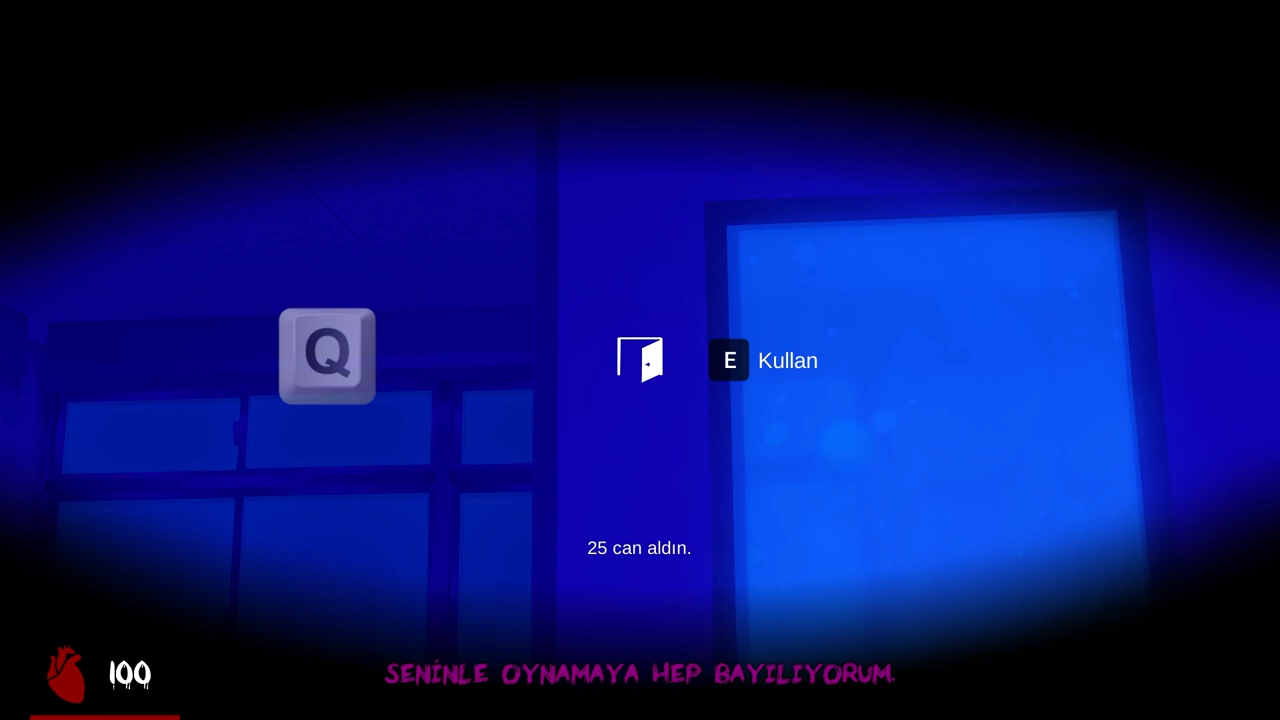 Q
E Kullan
25 can aldın.
100
SENİNLE OYNAMAYA HEP BAYILIYORUM.